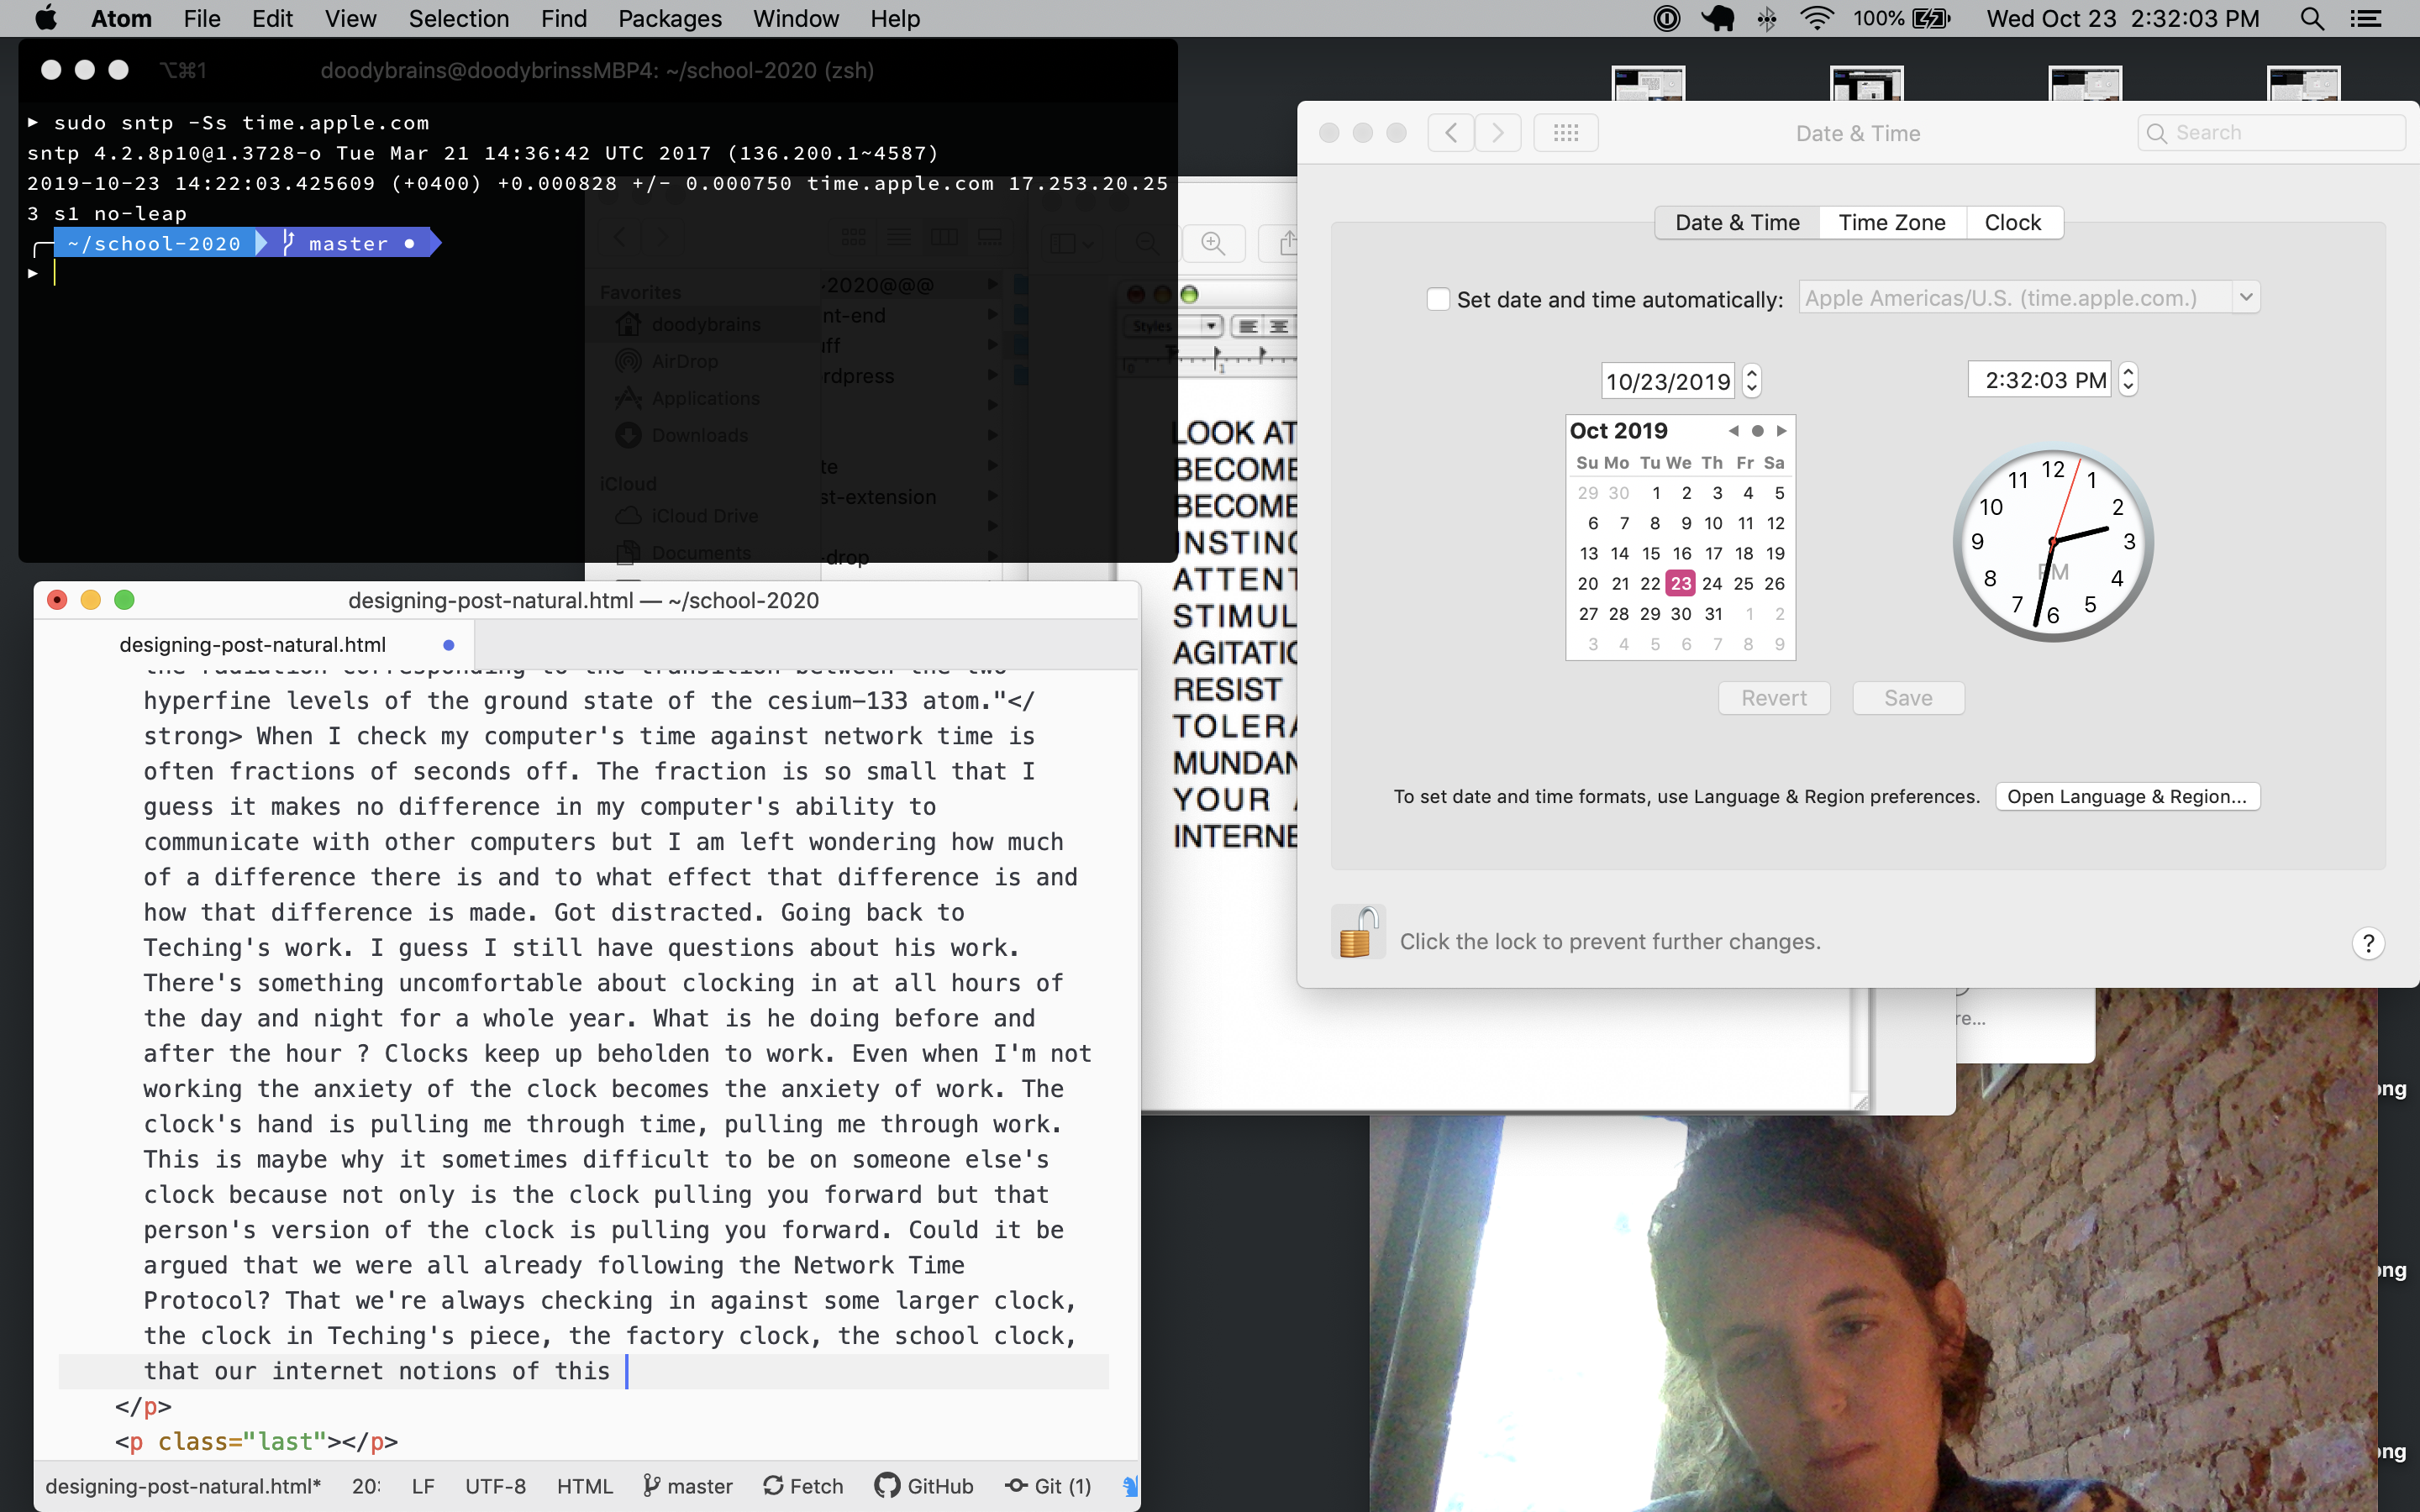 Atom File Edit View Selection Find Packages Window Help 100% Wed Oct 23 2:32:03 PM
⌥⌘1 doodybrains@doodybrinssMBP4: ~/school-2020 (zsh)
▸ sudo sntp -Ss time.apple.com
sntp 4.2.8p10@1.3728-o Tue Mar 21 14:36:42 UTC 2017 (136.200.1~4587)
2019-10-23 14:22:03.425609 (+0400) +0.000828 +/- 0.000750 time.apple.com 17.253.20.25
3 s1 no-leap
~/school-2020 master
Favorites
doodybrains
AirDrop
Applications
Downloads
iCloud
iCloud Drive
Documents
-2020@@@
Styles
LOOK AT
BECOME
BECOME
RESIST
YOUR
Date & Time
Search
Date & Time Time Zone Clock
Set date and time automatically: Apple Americas/U.S. (time.apple.com.)
10/23/2019 2:32:03 PM
Oct 2019
Su Mo Tu We Th Fr Sa
29 30 1 2 3 4 5
6 7 8 9 10 11 12
13 14 15 16 17 18 19
20 21 22 23 24 25 26
27 28 29 30 31 1 2
3 4 5 6 7 8 9
12 1 2 3 4 5 6 7 8 9 10 11
PM
Revert Save
To set date and time formats, use Language & Region preferences. Open Language & Region...
Click the lock to prevent further changes. ?
designing-post-natural.html — ~/school-2020
designing-post-natural.html
the radiation corresponding to the transition between the two
hyperfine levels of the ground state of the cesium-133 atom."</
strong> When I check my computer's time against network time is
often fractions of seconds off. The fraction is so small that I
guess it makes no difference in my computer's ability to
communicate with other computers but I am left wondering how much
of a difference there is and to what effect that difference is and
how that difference is made. Got distracted. Going back to
Teching's work. I guess I still have questions about his work.
There's something uncomfortable about clocking in at all hours of
the day and night for a whole year. What is he doing before and
after the hour ? Clocks keep up beholden to work. Even when I'm not
working the anxiety of the clock becomes the anxiety of work. The
clock's hand is pulling me through time, pulling me through work.
This is maybe why it sometimes difficult to be on someone else's
clock because not only is the clock pulling you forward but that
person's version of the clock is pulling you forward. Could it be
argued that we were all already following the Network Time
Protocol? That we're always checking in against some larger clock,
the clock in Teching's piece, the factory clock, the school clock,
that our internet notions of this
</p>
<p class="last"></p>
designing-post-natural.html* 20: LF UTF-8 HTML master Fetch GitHub Git (1)